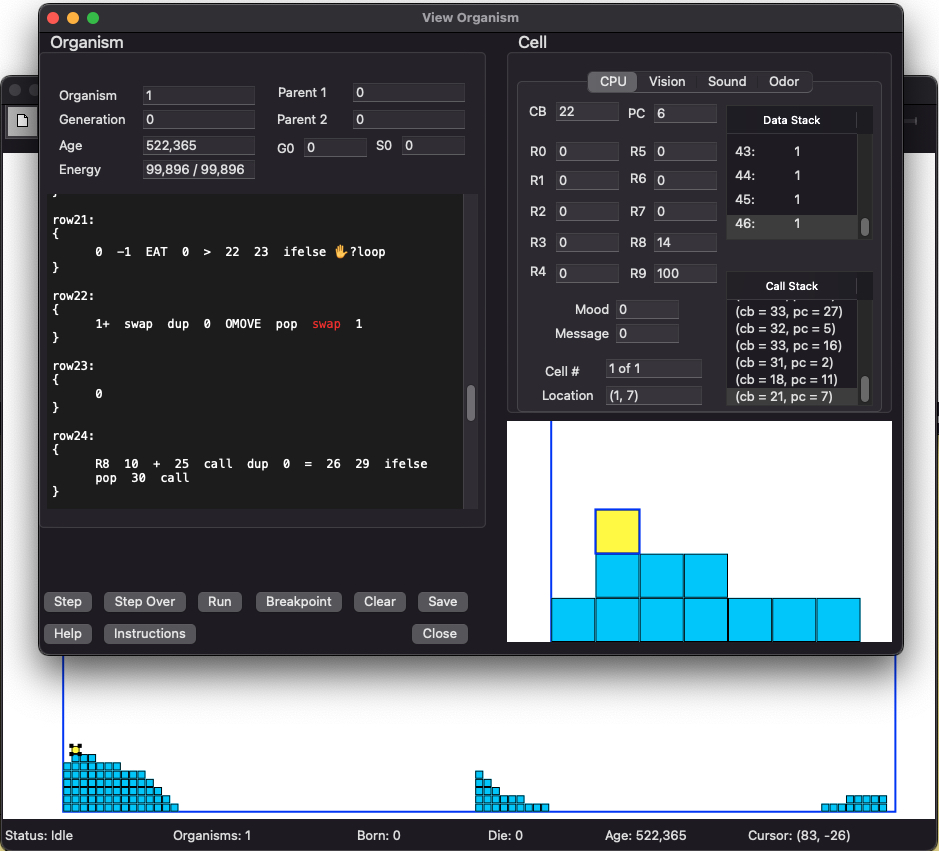 View Organism
Organism
Organism 1
Generation 0
Age 522,365
Energy 99,896 / 99,896
Parent 1 0
Parent 2 0
G0 0 S0 0
}
row21:
{
0 -1 EAT 0 > 22 23 ifelse ✋?loop
}
row22:
{
1+ swap dup 0 OMOVE pop swap 1
}
row23:
{
0
}
row24:
{
R8 10 + 25 call dup 0 = 26 29 ifelse
pop 30 call
}
Step Step Over Run Breakpoint Clear Save
Help Instructions Close
Cell
CPU Vision Sound Odor
CB 22 PC 6
R0 0 R5 0
R1 0 R6 0
R2 0 R7 0
R3 0 R8 14
R4 0 R9 100
Mood 0
Message 0
Cell # 1 of 1
Location (1, 7)
Data Stack
43: 1
44: 1
45: 1
46: 1
Call Stack
(cb = 33, pc = 27)
(cb = 32, pc = 5)
(cb = 33, pc = 16)
(cb = 31, pc = 2)
(cb = 18, pc = 11)
(cb = 21, pc = 7)
Status: Idle Organisms: 1 Born: 0 Die: 0 Age: 522,365 Cursor: (83, -26)